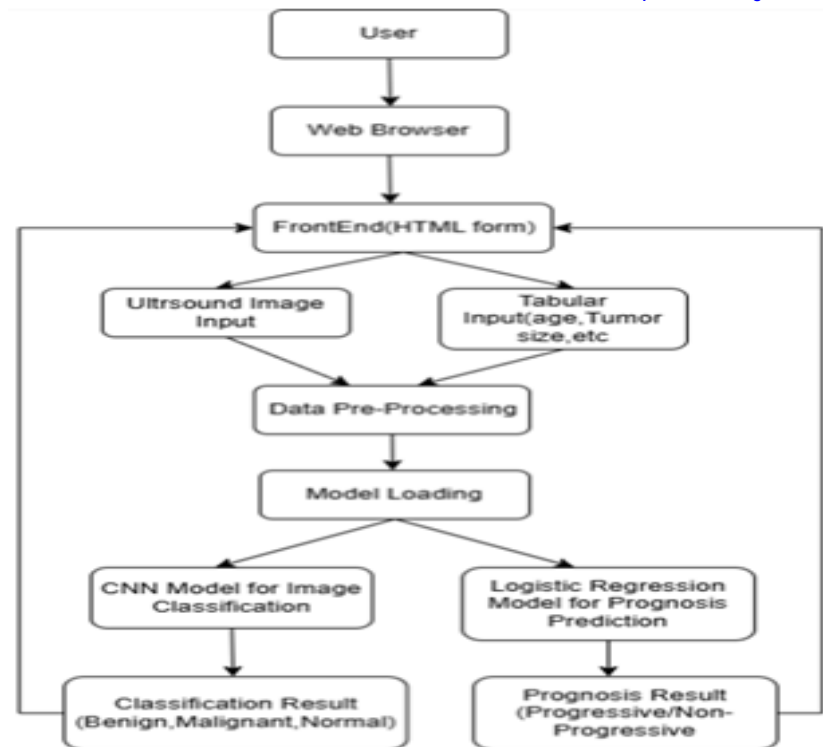 User
Web Browser
FrontEnd(HTML form)
Ultrsound Image
Input
Tabular
Input(age,Tumor
size,etc
Data Pre-Processing
Model Loading
CNN Model for Image
Classification
Logistic Regression
Model for Prognosis
Prediction
Classification Result
(Benign,Malignant,Normal)
Prognosis Result
(Progressive/Non-
Progressive